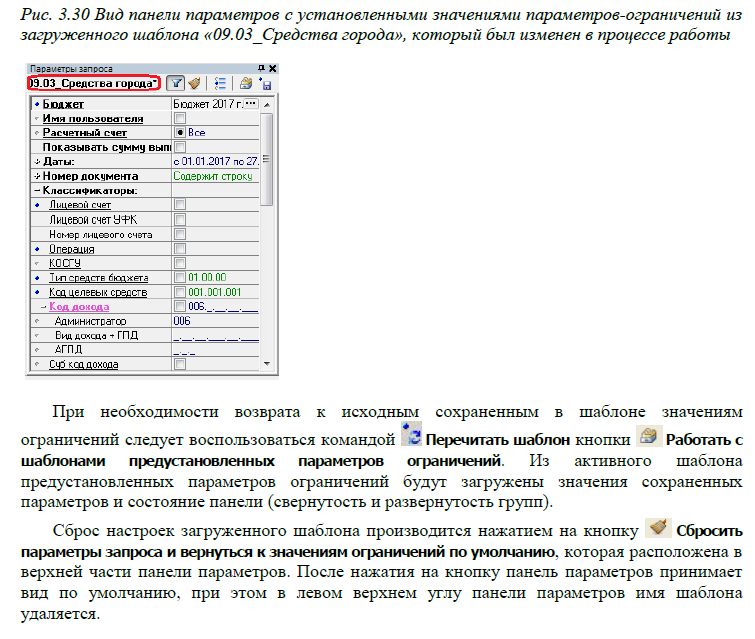 Рис. 3.30 Вид панели параметров с установленными значениями параметров-ограничений из
загруженного шаблона «09.03_Средства города», который был изменен в процессе работы
Параметры запроса
09.03_Средства города*
Бюджет Бюджет 2017 г. ...
Имя пользователя
Расчетный счет Все
Показывать сумму вып
Даты: с 01.01.2017 по 27.
Номер документа Содержит строку
Классификаторы:
Лицевой счет
Лицевой счет УФК
Номер лицевого счета
Операция
КОСГУ
Тип средств бюджета 01.00.00
Код целевых средств 001.001.001
Код дохода 006._.__.__.___
Администратор 006
Вид дохода + ГПД _.__.__.___.__
АГПД _._._
Суб код дохода
При необходимости возврата к исходным сохраненным в шаблоне значениям
ограничений следует воспользоваться командой Перечитать шаблон кнопки Работать с
шаблонами предустановленных параметров ограничений. Из активного шаблона
предустановленных параметров ограничений будут загружены значения сохраненных
параметров и состояние панели (свернутость и развернутость групп).
Сброс настроек загруженного шаблона производится нажатием на кнопку Сбросить
параметры запроса и вернуться к значениям ограничений по умолчанию, которая расположена в
верхней части панели параметров. После нажатия на кнопку панель параметров принимает
вид по умолчанию, при этом в левом верхнем углу панели параметров имя шаблона
удаляется.